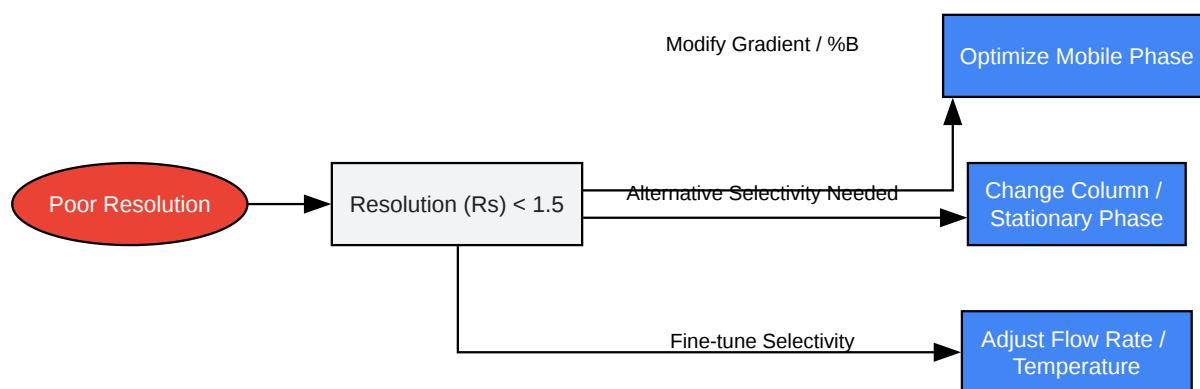 Modify Gradient / %B
Optimize Mobile Phase
Poor Resolution
Resolution (Rs) < 1.5
Alternative Selectivity Needed
Change Column /
Stationary Phase
Fine-tune Selectivity
Adjust Flow Rate /
Temperature